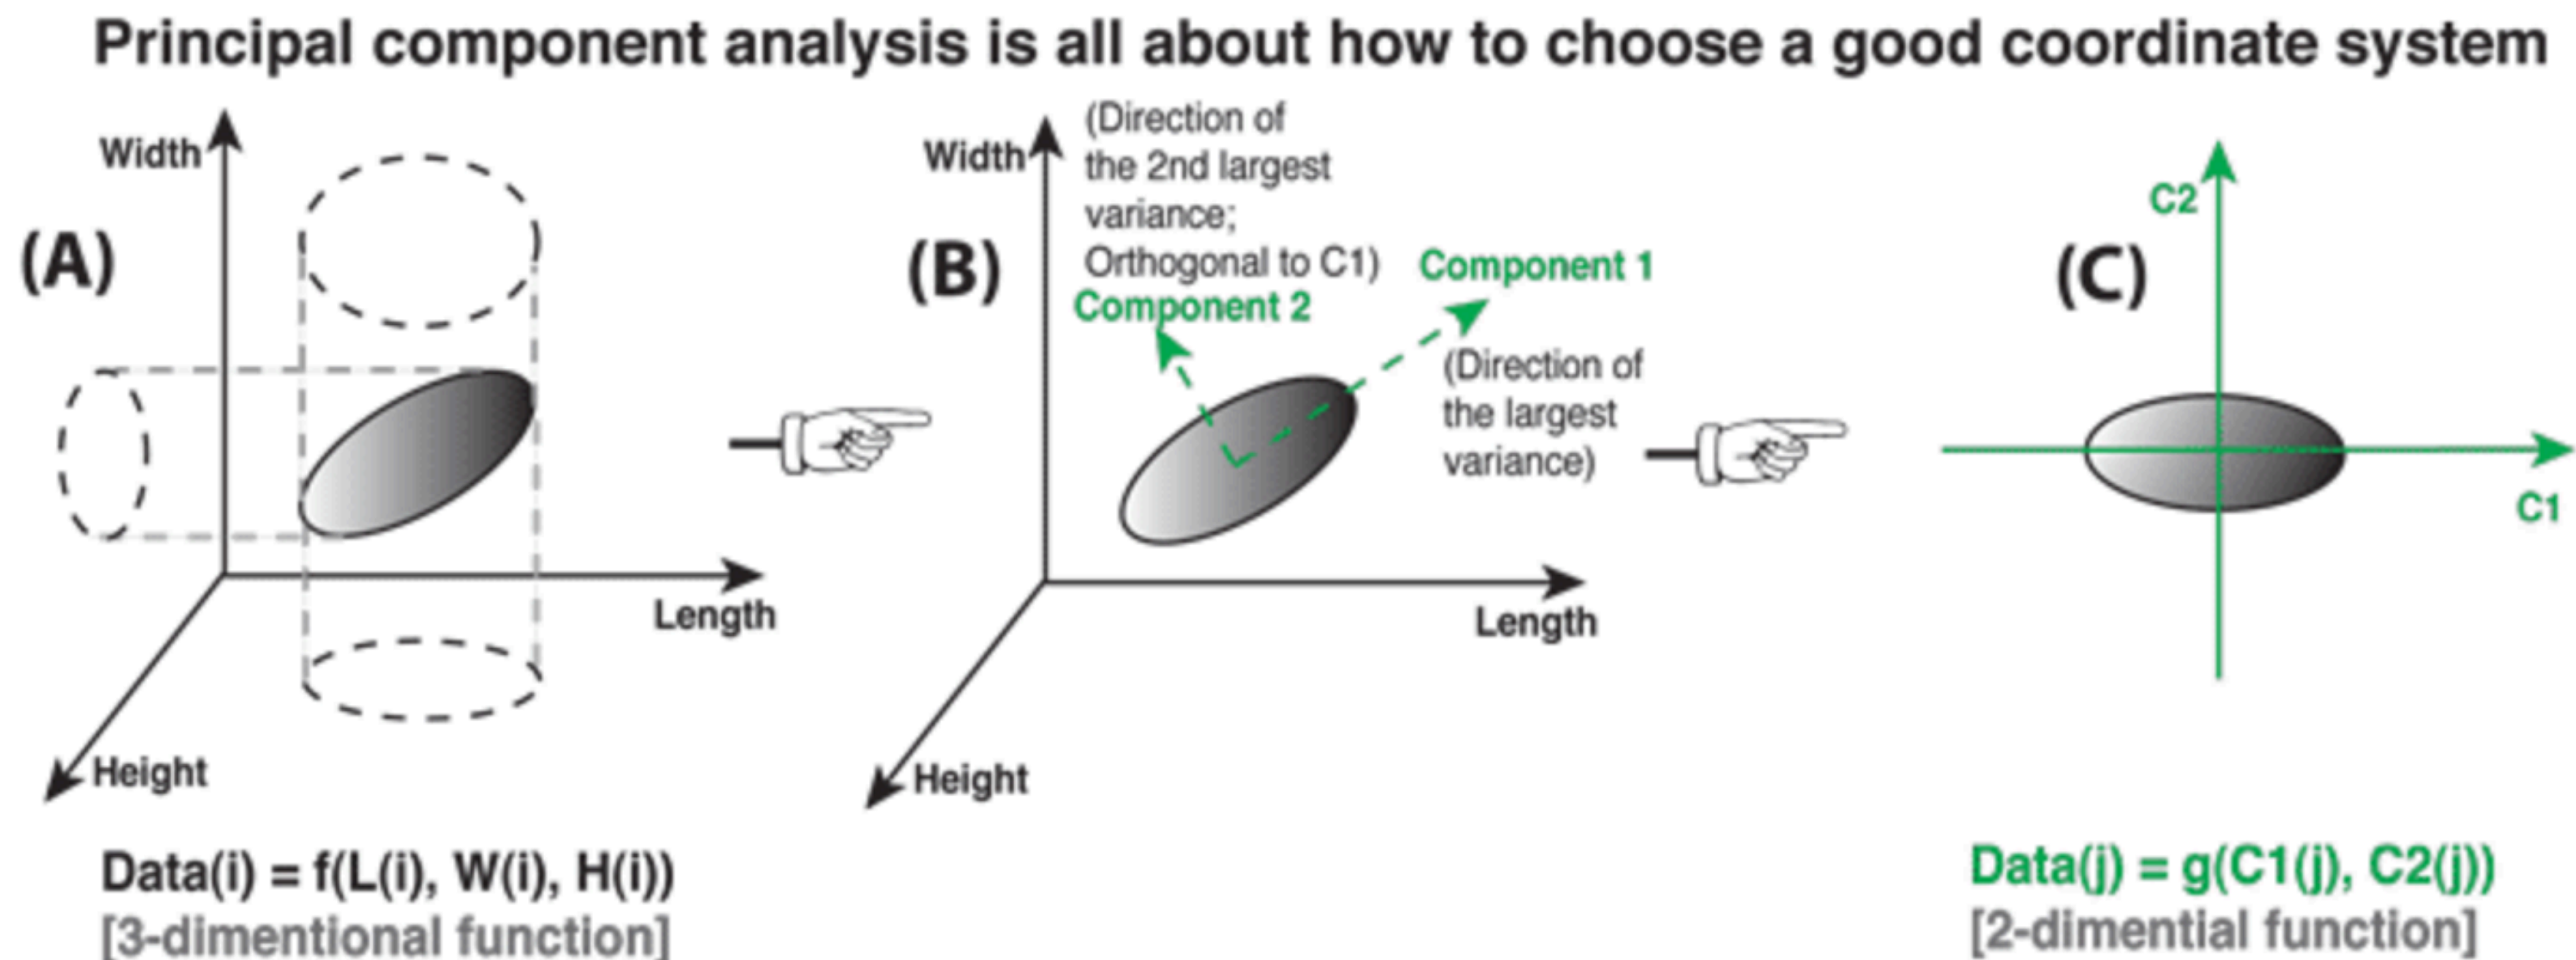 Principal component analysis is all about how to choose a good coordinate system
(A)
Width
Length
Height
Data(i) = f(L(i), W(i), H(i))
[3-dimentional function]
(B)
Width
(Direction of
the 2nd largest
variance;
Orthogonal to C1)
Component 2
Component 1
(Direction of
the largest
variance)
Length
Height
(C)
C2
C1
Data(j) = g(C1(j), C2(j))
[2-dimential function]